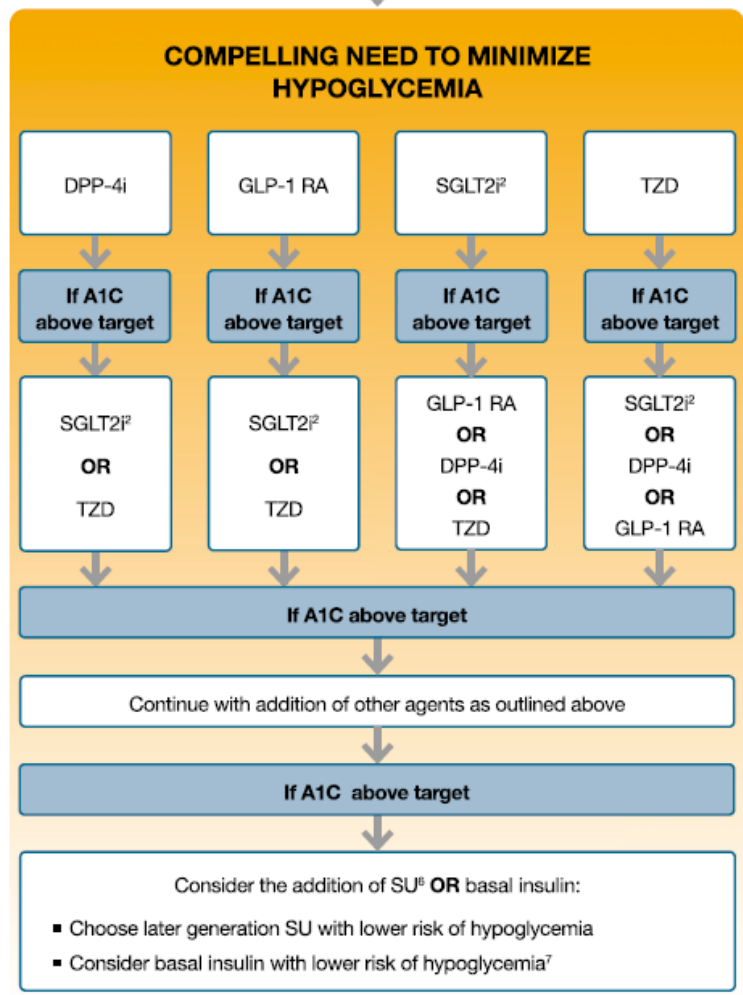 COMPELLING NEED TO MINIMIZE
HYPOGLYCEMIA
DPP-4i
GLP-1 RA
SGLT2i²
TZD
If A1C
above target
If A1C
above target
If A1C
above target
If A1C
above target
SGLT2i²
OR
TZD
SGLT2i²
OR
TZD
GLP-1 RA
OR
DPP-4i
OR
TZD
SGLT2i²
OR
DPP-4i
OR
GLP-1 RA
If A1C above target
Continue with addition of other agents as outlined above
If A1C above target
Consider the addition of SU⁶ OR basal insulin:
▪ Choose later generation SU with lower risk of hypoglycemia
▪ Consider basal insulin with lower risk of hypoglycemia⁷